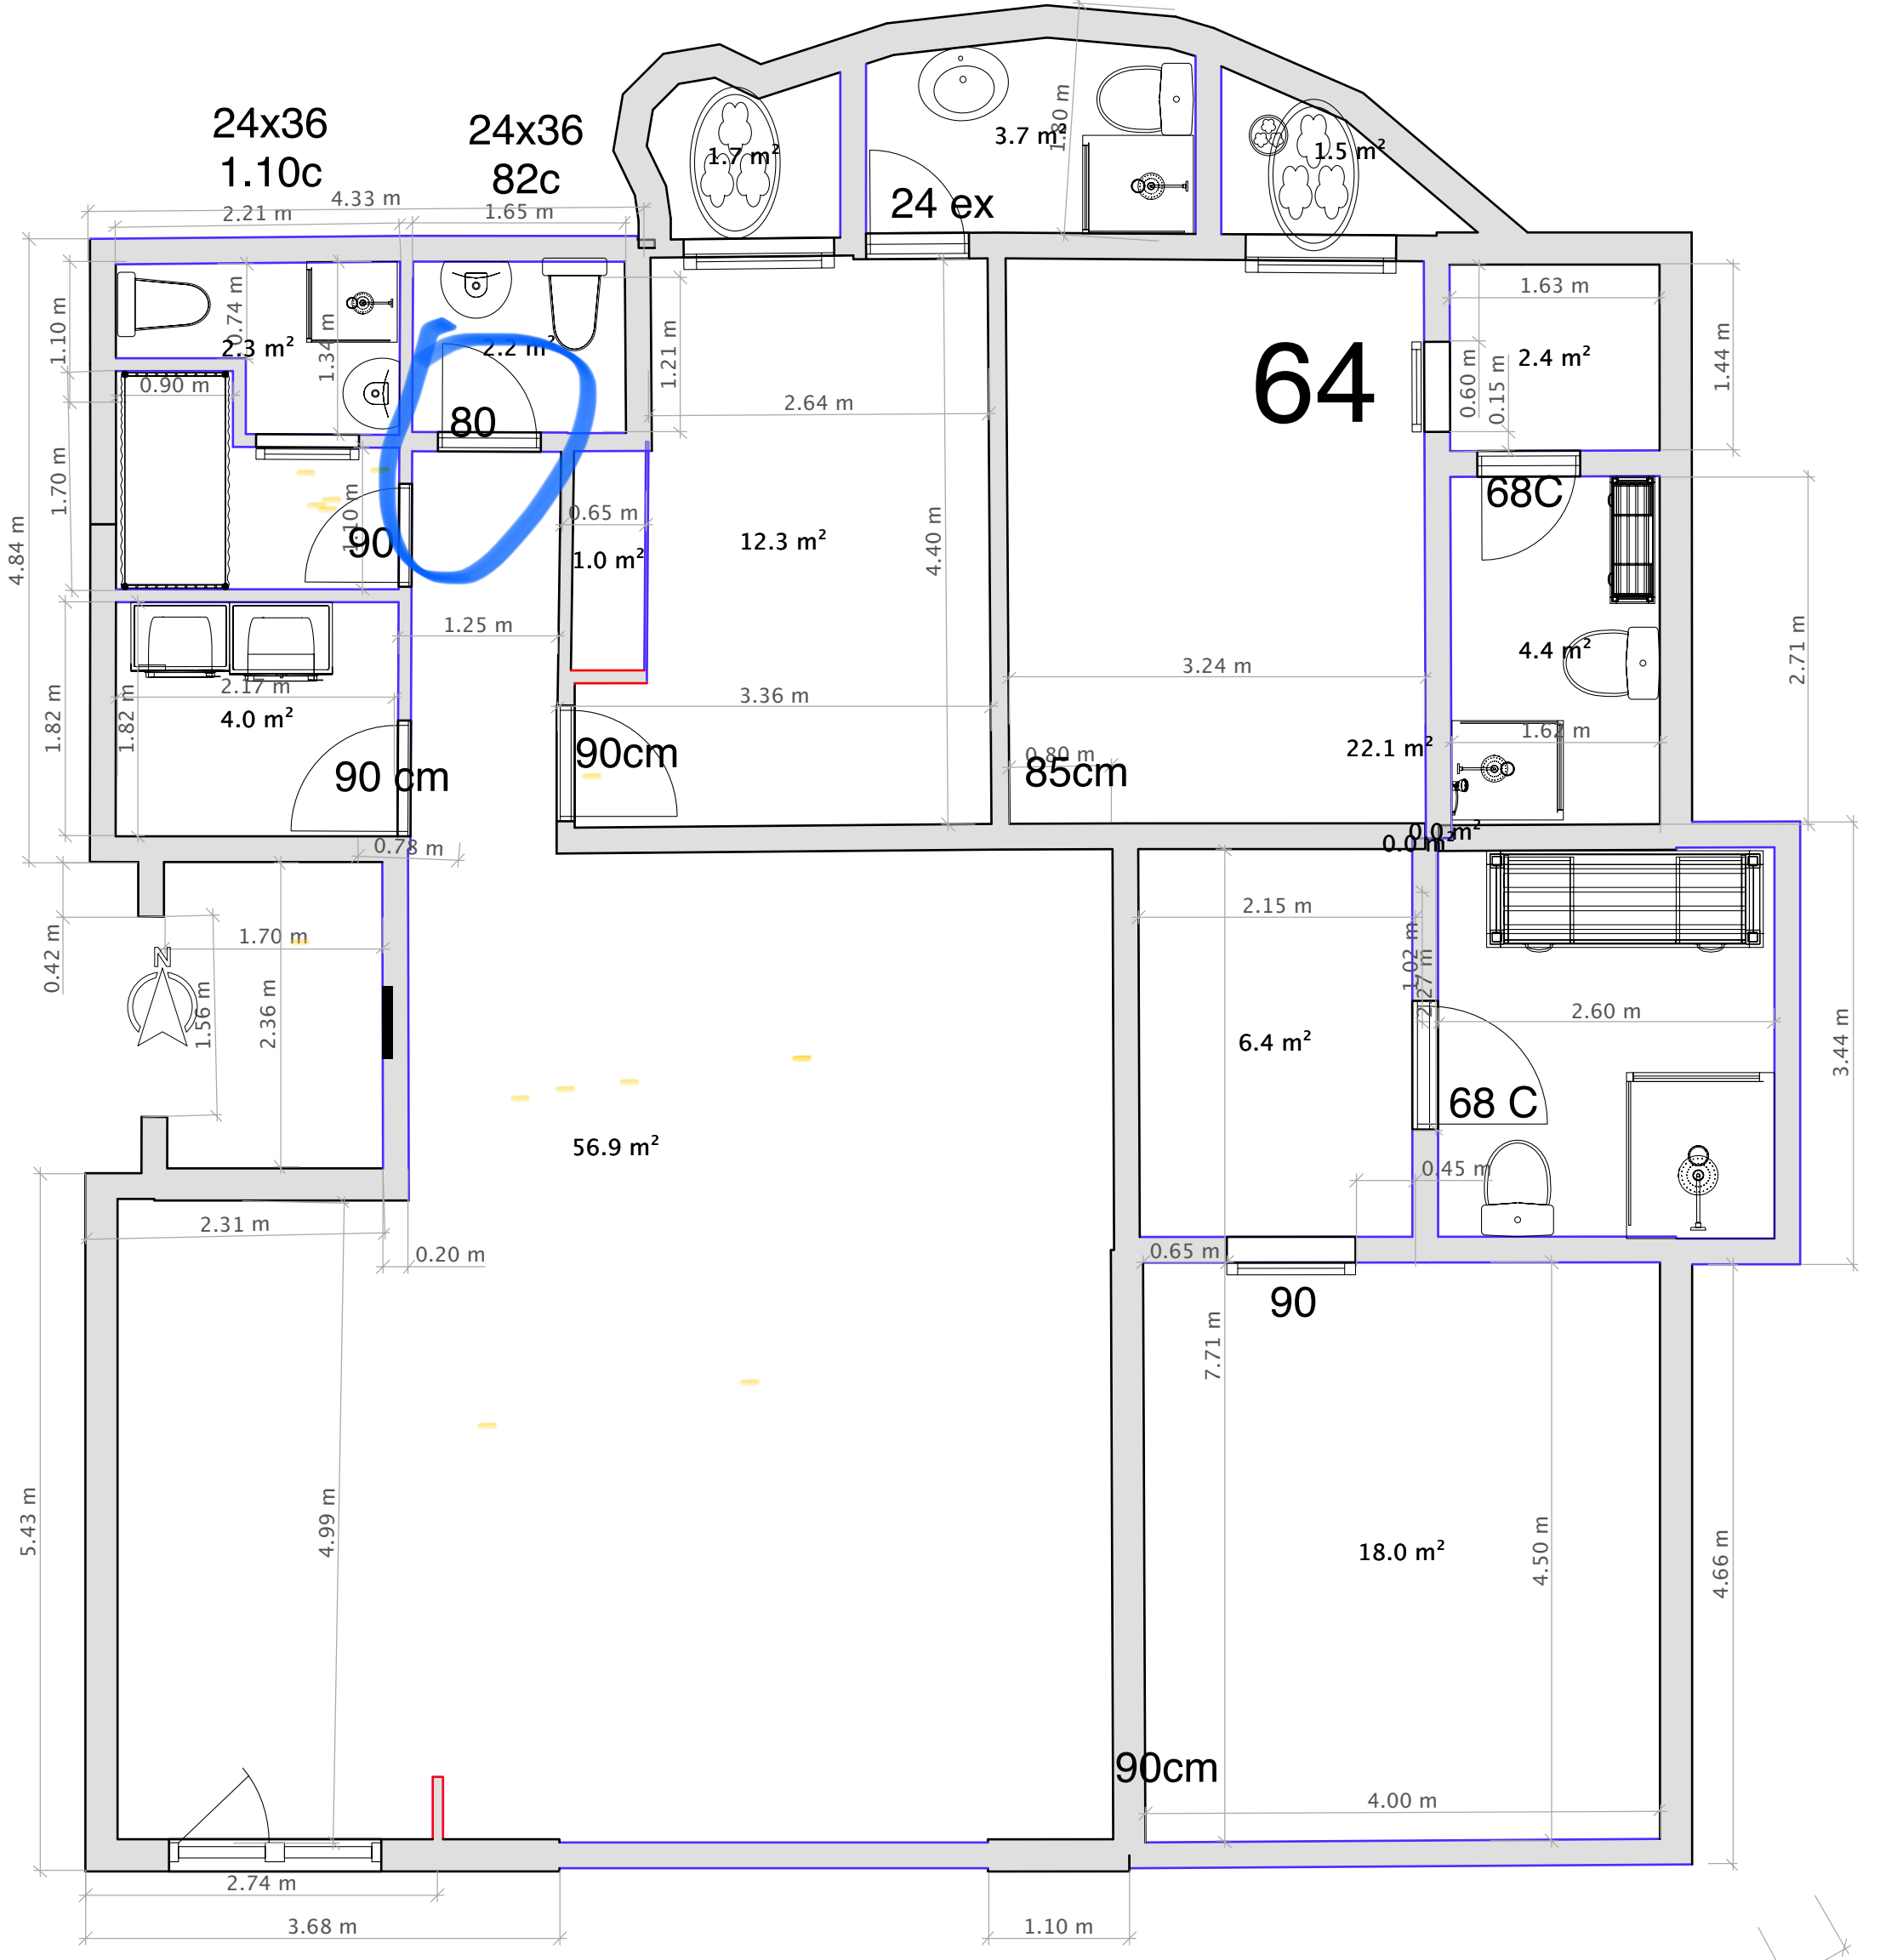 24x36
1.10c
24x36
82c
4.33 m
2.21 m
1.65 m
1.7 m²
3.7 m²
1.80 m
1.5 m²
24 ex
1.10 m
0.74 m
2.3 m²
1.34 m
2.2 m²
1.21 m
0.90 m
80
2.64 m
64
1.63 m
2.4 m²
0.60 m
0.15 m
1.44 m
4.84 m
1.70 m
1.10 m
90
0.65 m
1.0 m²
12.3 m²
4.40 m
68C
1.25 m
4.4 m²
2.71 m
1.82 m
1.82 m
2.17 m
4.0 m²
90 cm
90cm
3.36 m
3.24 m
0.80 m
85cm
22.1 m²
1.62 m
0.78 m
0.0 m²
0.0 m²
0.42 m
1.70 m
N
1.56 m
2.36 m
2.15 m
1.02 m
2.27 m
6.4 m²
2.60 m
3.44 m
68 C
56.9 m²
0.45 m
2.31 m
0.20 m
0.65 m
90
7.71 m
5.43 m
4.99 m
18.0 m²
4.50 m
4.66 m
90cm
4.00 m
2.74 m
3.68 m
1.10 m